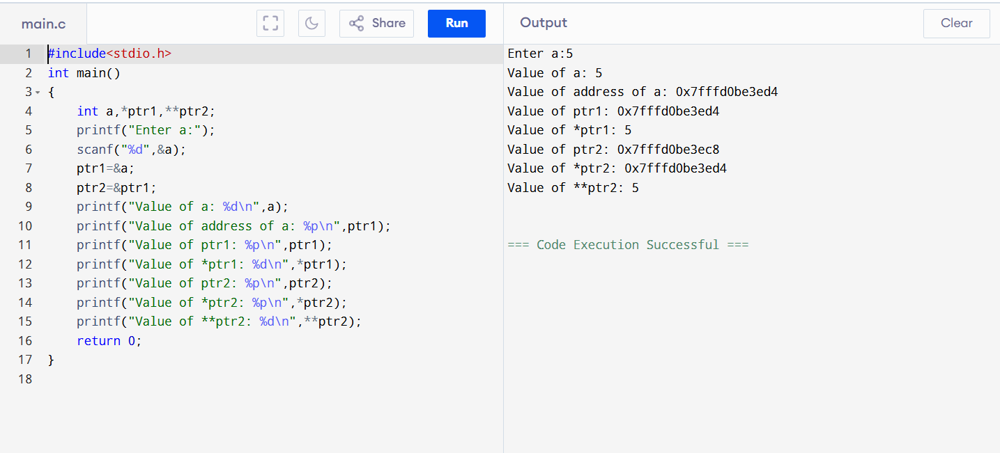 main.c
Share
Run
Output
Clear
1 #include<stdio.h>
2 int main()
3 {
4     int a,*ptr1,**ptr2;
5     printf("Enter a:");
6     scanf("%d",&a);
7     ptr1=&a;
8     ptr2=&ptr1;
9     printf("Value of a: %d\n",a);
10     printf("Value of address of a: %p\n",ptr1);
11     printf("Value of ptr1: %p\n",ptr1);
12     printf("Value of *ptr1: %d\n",*ptr1);
13     printf("Value of ptr2: %p\n",ptr2);
14     printf("Value of *ptr2: %p\n",*ptr2);
15     printf("Value of **ptr2: %d\n",**ptr2);
16     return 0;
17 }
18
Enter a:5
Value of a: 5
Value of address of a: 0x7fffd0be3ed4
Value of ptr1: 0x7fffd0be3ed4
Value of *ptr1: 5
Value of ptr2: 0x7fffd0be3ec8
Value of *ptr2: 0x7fffd0be3ed4
Value of **ptr2: 5
=== Code Execution Successful ===